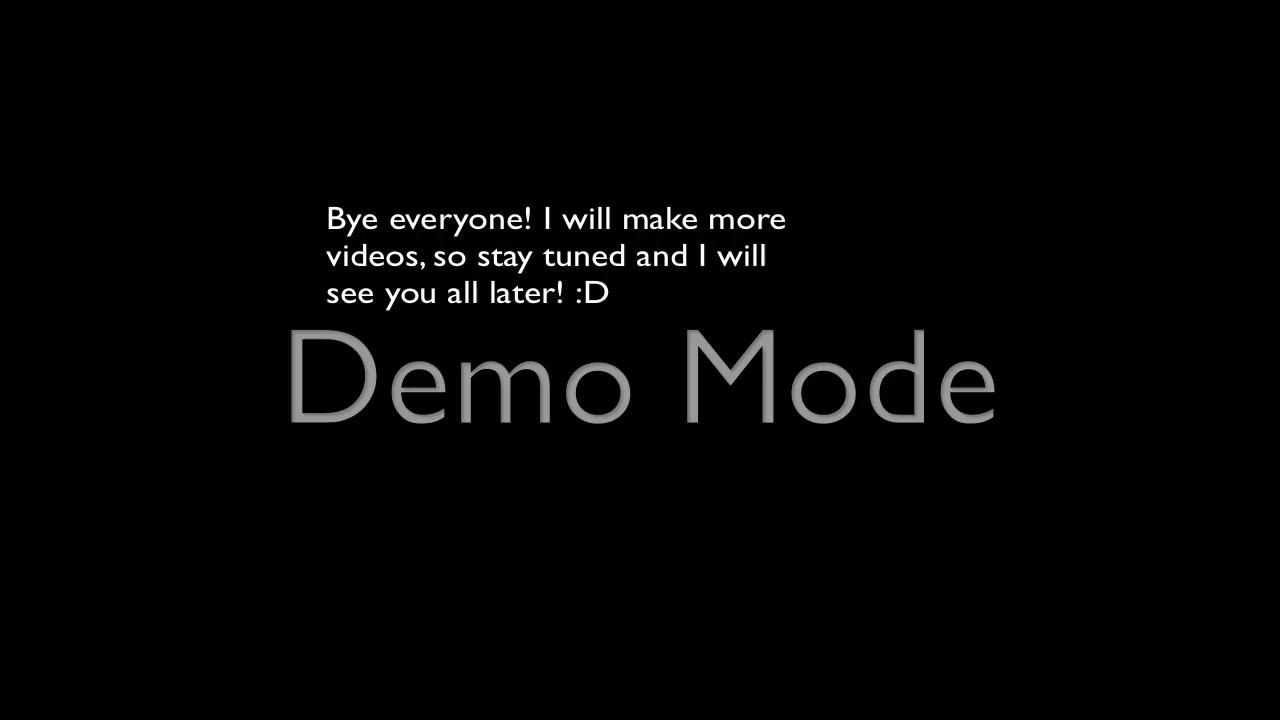 Bye everyone! I will make more
videos, so stay tuned and I will
see you all later! :D
Demo Mode